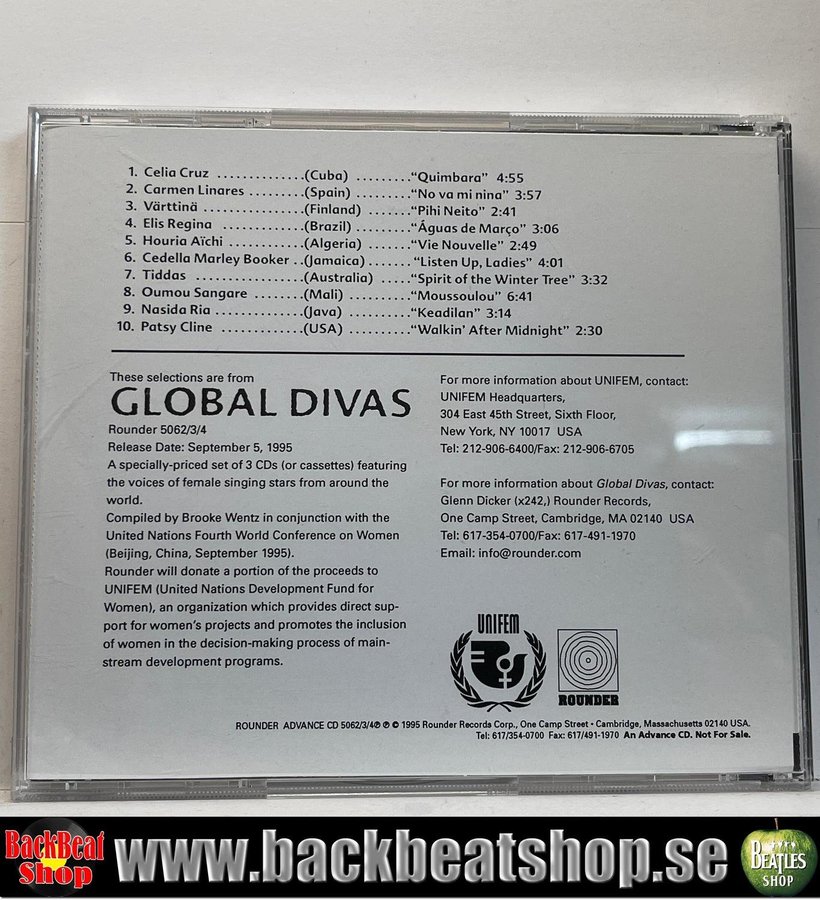 1. Celia Cruz .............(Cuba) .........“Quimbara” 4:55
2. Carmen Linares .........(Spain) .........“No va mi nina” 3:57
3. Värttinä .................(Finland) .......“Pihi Neito” 2:41
4. Elis Regina ............(Brazil) ..........“Águas de Março” 3:06
5. Houria Aïchi ............(Algeria) .......“Vie Nouvelle” 2:49
6. Cedella Marley Booker ..(Jamaica) .......“Listen Up, Ladies” 4:01
7. Tiddas ..................(Australia) .....“Spirit of the Winter Tree” 3:32
8. Oumou Sangare ........(Mali) ..........“Moussoulou” 6:41
9. Nasida Ria ..............(Java) ..........“Keadilan” 3:14
10. Patsy Cline .............(USA) ..........“Walkin’ After Midnight” 2:30
These selections are from
GLOBAL DIVAS
Rounder 5062/3/4
Release Date: September 5, 1995
A specially-priced set of 3 CDs (or cassettes) featuring
the voices of female singing stars from around the
world.
Compiled by Brooke Wentz in conjunction with the
United Nations Fourth World Conference on Women
(Beijing, China, September 1995).
Rounder will donate a portion of the proceeds to
UNIFEM (United Nations Development Fund for
Women), an organization which provides direct sup-
port for women’s projects and promotes the inclusion
of women in the decision-making process of main-
stream development programs.
For more information about UNIFEM, contact:
UNIFEM Headquarters,
304 East 45th Street, Sixth Floor,
New York, NY 10017 USA
Tel: 212-906-6400/Fax: 212-906-6705
For more information about Global Divas, contact:
Glenn Dicker (x242,) Rounder Records,
One Camp Street, Cambridge, MA 02140 USA
Tel: 617-354-0700/Fax: 617-491-1970
Email: info@rounder.com
UNIFEM
ROUNDER
ROUNDER ADVANCE CD 5062/3/4℗ ℗ © 1995 Rounder Records Corp., One Camp Street • Cambridge, Massachusetts 02140 USA.
Tel: 617/354-0700 Fax: 617/491-1970 An Advance CD. Not For Sale.
BackBeat
Shop
www.backbeatshop.se
BEATLES
SHOP